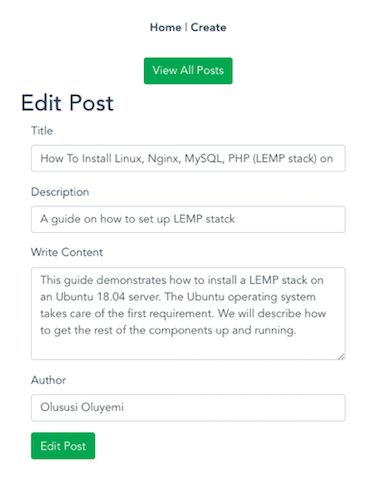 Home | Create
View All Posts
Edit Post
Title
How To Install Linux, Nginx, MySQL, PHP (LEMP stack) on
Description
A guide on how to set up LEMP statck
Write Content
This guide demonstrates how to install a LEMP stack on
an Ubuntu 18.04 server. The Ubuntu operating system
takes care of the first requirement. We will describe how
to get the rest of the components up and running.
Author
Olususi Oluyemi
Edit Post